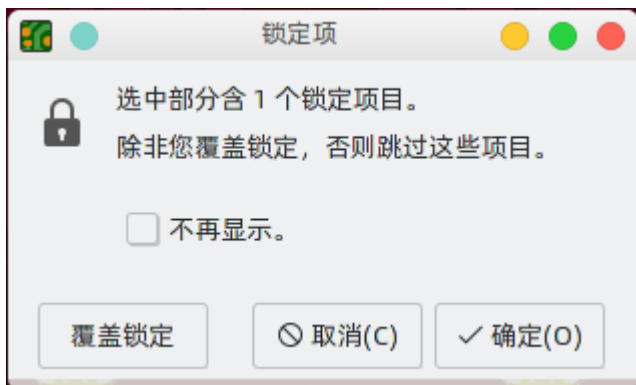 锁定项
选中部分含 1 个锁定项目。
除非您覆盖锁定，否则跳过这些项目。
不再显示。
覆盖锁定
取消(C)
确定(O)